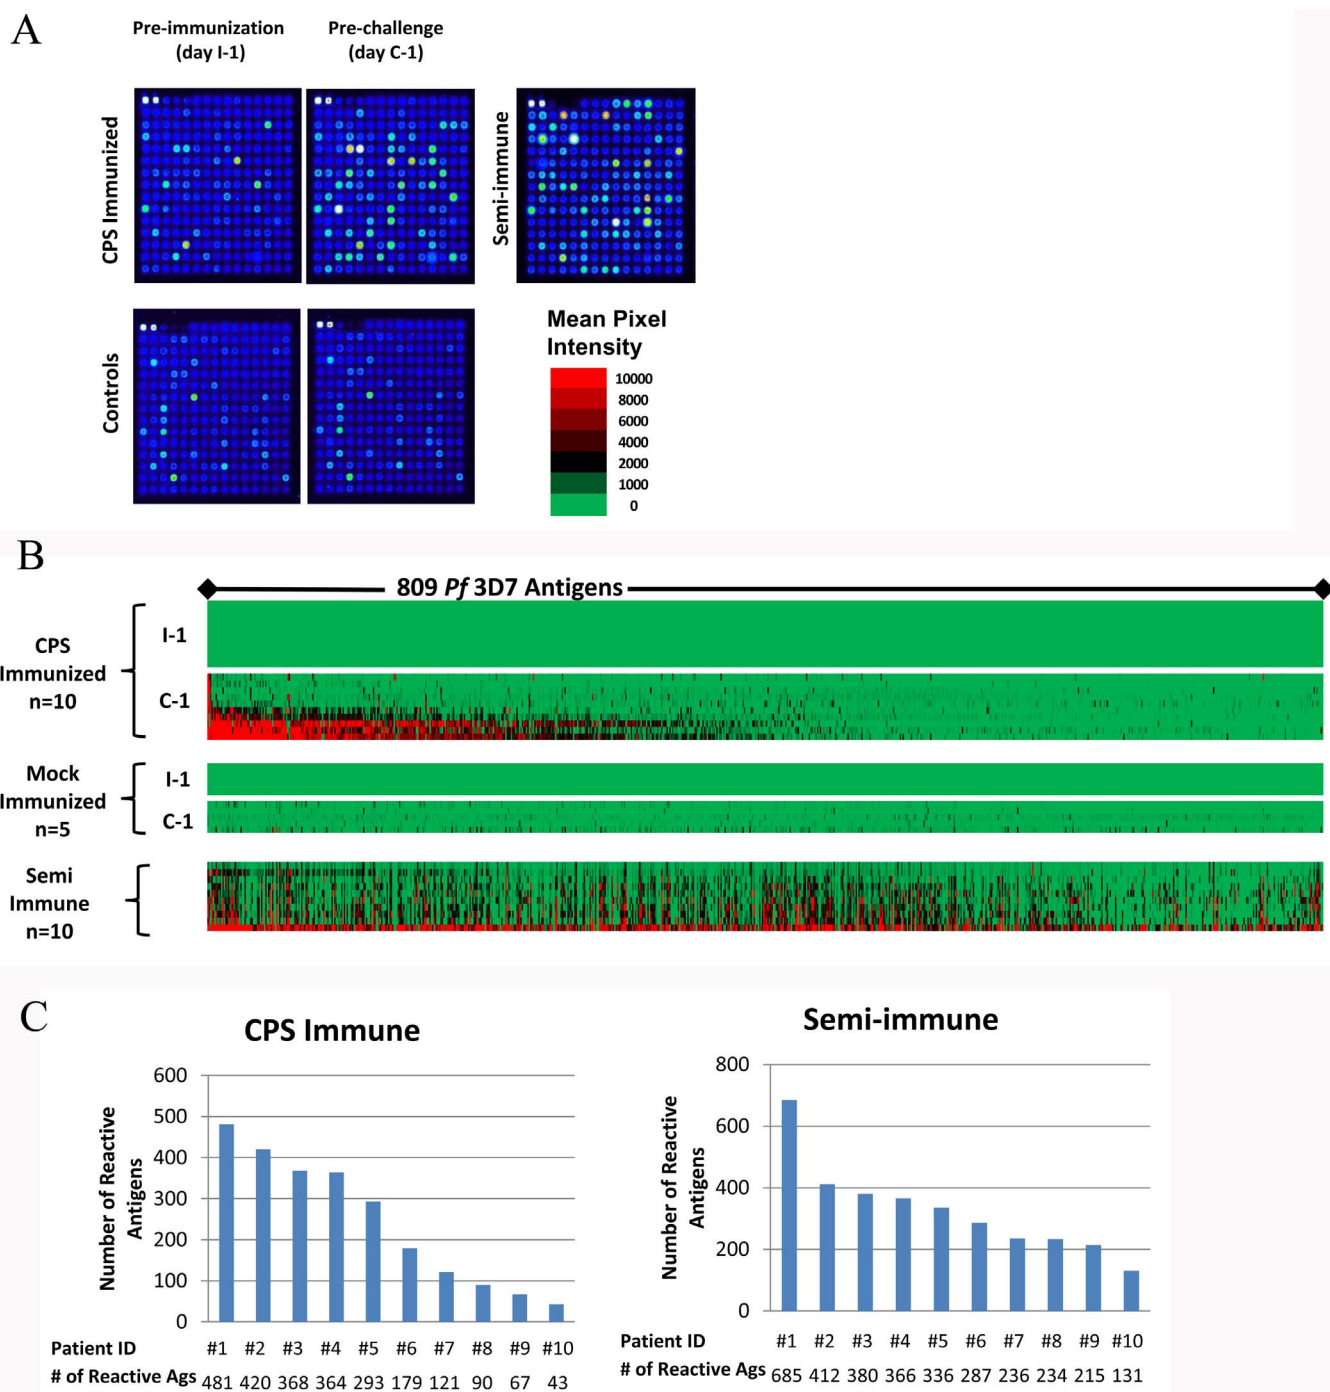 A
Pre-immunization
(day I-1)
Pre-challenge
(day C-1)
CPS Immunized
Semi-immune
Controls
Mean Pixel
Intensity
10000
8000
6000
4000
2000
1000
0
B
809 Pf 3D7 Antigens
CPS
Immunized
n=10
I-1
C-1
Mock
Immunized
n=5
I-1
C-1
Semi
Immune
n=10
C
CPS Immune
Number of Reactive
Antigens
600
500
400
300
200
100
0
Patient ID #1 #2 #3 #4 #5 #6 #7 #8 #9 #10
# of Reactive Ags 481 420 368 364 293 179 121 90 67 43
Semi-immune
Number of Reactive
Antigens
800
600
400
200
0
Patient ID #1 #2 #3 #4 #5 #6 #7 #8 #9 #10
# of Reactive Ags 685 412 380 366 336 287 236 234 215 131